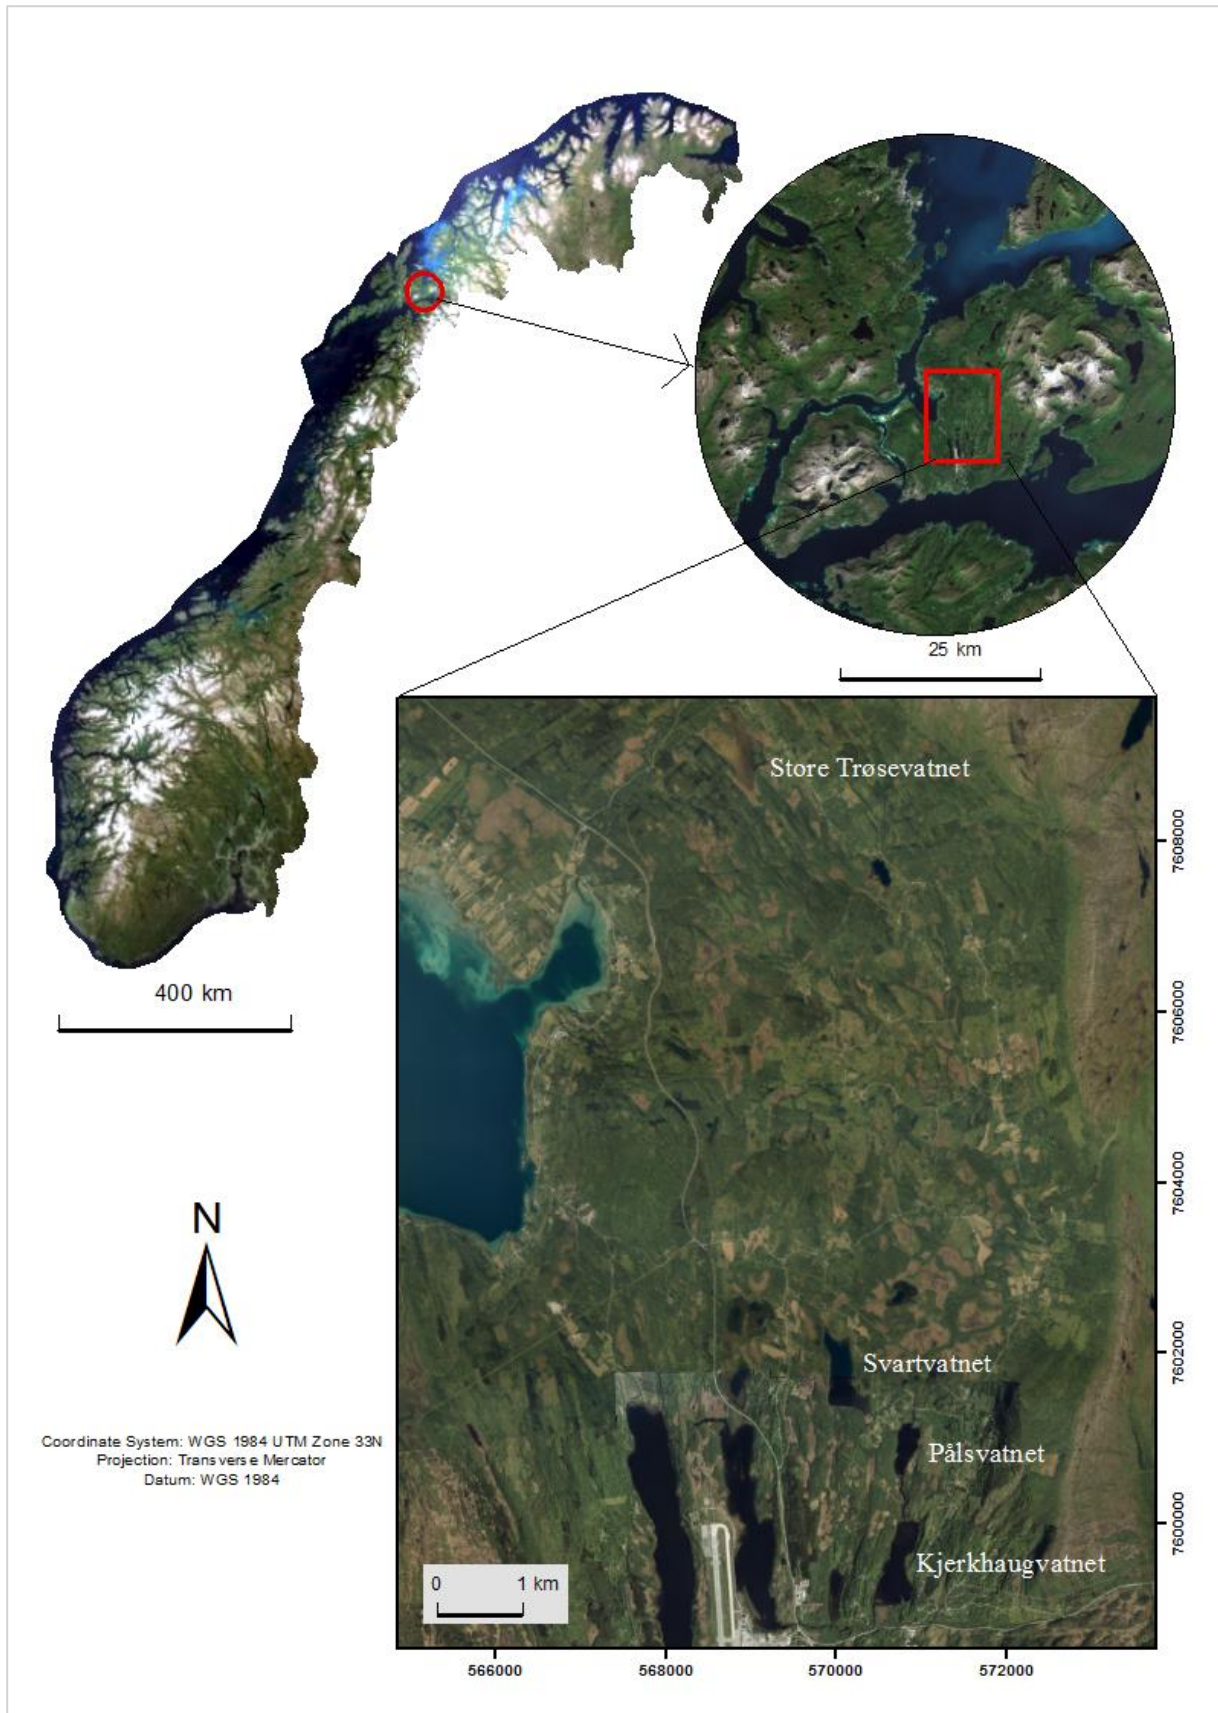 25 km
Store Trøsevatnet
7608000
400 km
7606000
7604000
N
7602000
Svartvatnet
Coordinate System: WGS 1984 UTM Zone 33N
Projection: Transverse Mercator
Datum: WGS 1984
Pålsvatnet
7600000
Kjerkhaugvatnet
0 1 km
566000 568000 570000 572000